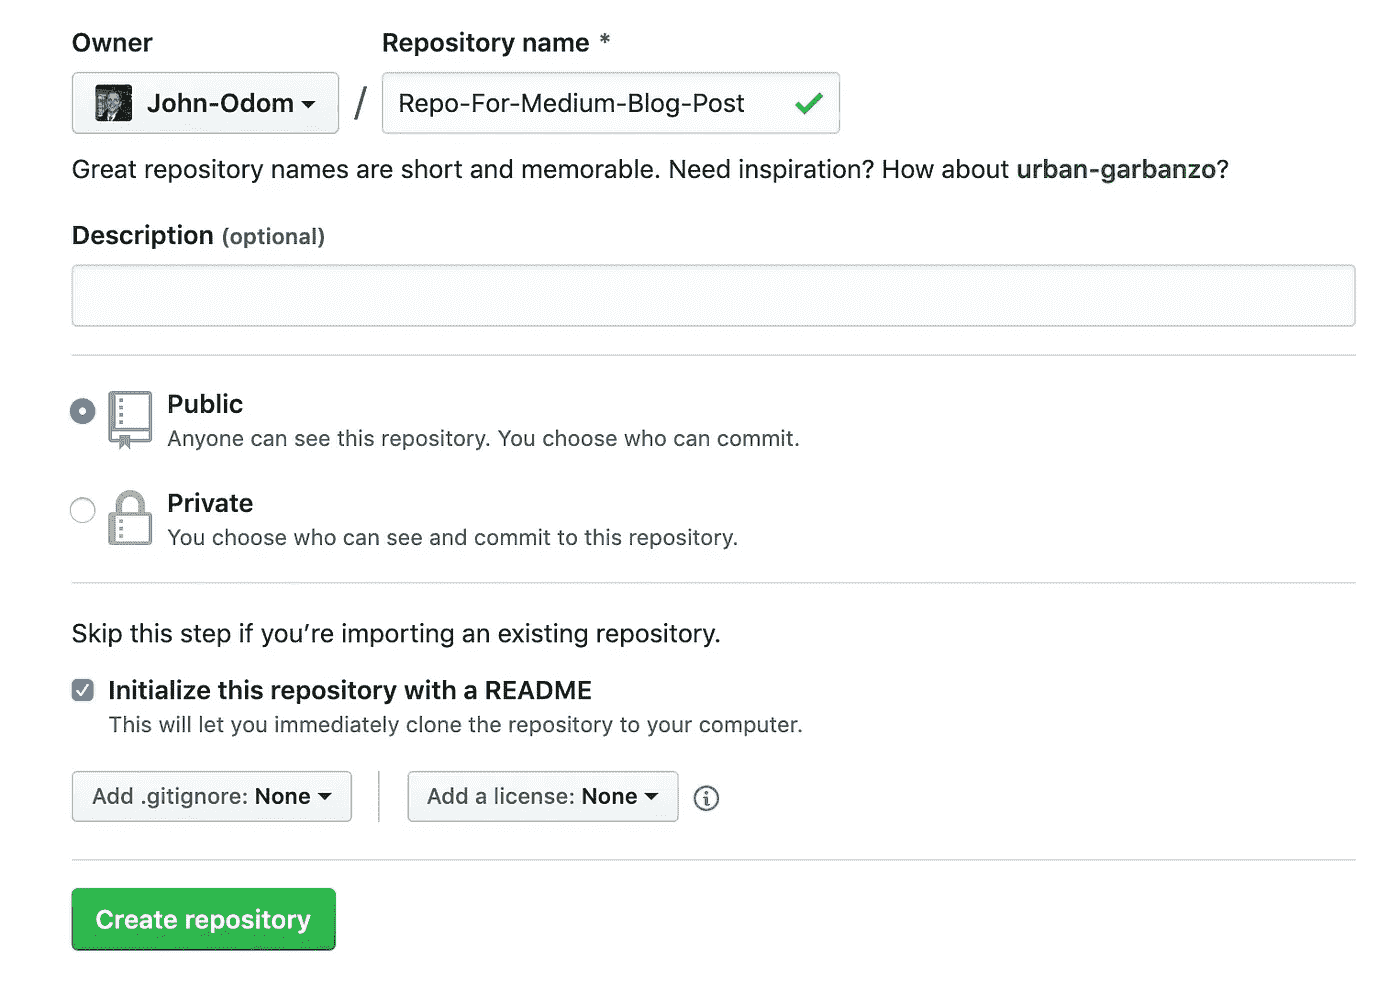 Owner Repository name *
John-Odom / Repo-For-Medium-Blog-Post
Great repository names are short and memorable. Need inspiration? How about urban-garbanzo?
Description (optional)
Public
Anyone can see this repository. You choose who can commit.
Private
You choose who can see and commit to this repository.
Skip this step if you’re importing an existing repository.
Initialize this repository with a README
This will let you immediately clone the repository to your computer.
Add .gitignore: None Add a license: None
Create repository